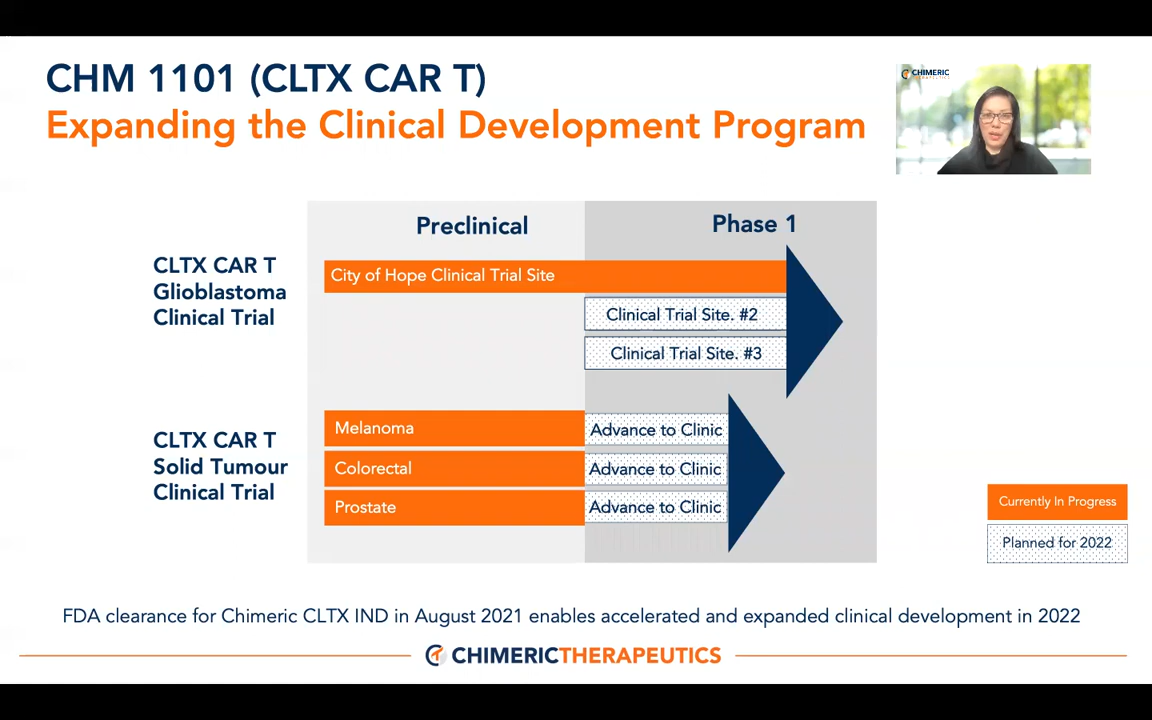 CHM 1101 (CLTX CAR T)
Expanding the Clinical Development Program
CHIMERIC
THERAPEUTICS
Preclinical
Phase 1
CLTX CAR T
Glioblastoma
Clinical Trial
City of Hope Clinical Trial Site
Clinical Trial Site. #2
Clinical Trial Site. #3
CLTX CAR T
Solid Tumour
Clinical Trial
Melanoma
Advance to Clinic
Colorectal
Advance to Clinic
Prostate
Advance to Clinic
Currently In Progress
Planned for 2022
FDA clearance for Chimeric CLTX IND in August 2021 enables accelerated and expanded clinical development in 2022
CHIMERICTHERAPEUTICS